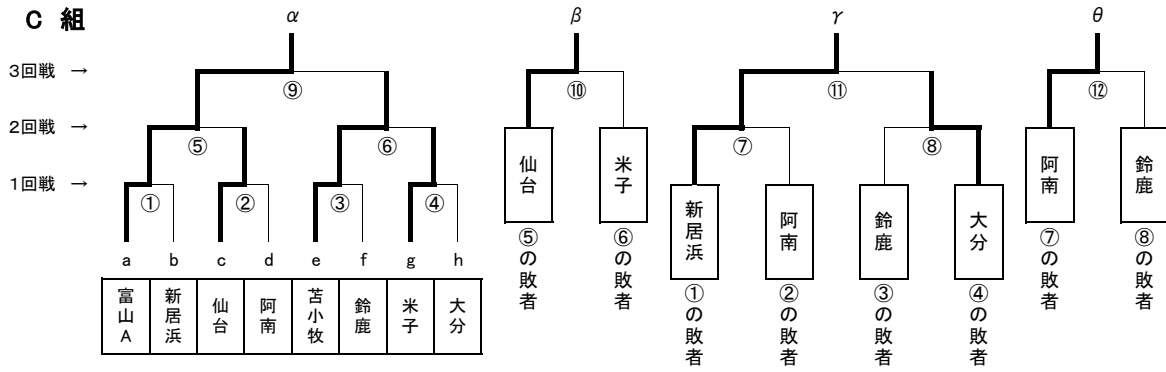 C 組
α β γ θ
3回戦 →
⑨ ⑩ ⑪ ⑫
2回戦 →
⑤ ⑥ ⑦ ⑧
1回戦 →
① ② ③ ④
a b c d e f g h
富山A
新居浜
仙台
阿南
苫小牧
鈴鹿
米子
大分
仙台
⑤の敗者
米子
⑥の敗者
新居浜
①の敗者
阿南
②の敗者
鈴鹿
③の敗者
大分
④の敗者
阿南
⑦の敗者
鈴鹿
⑧の敗者